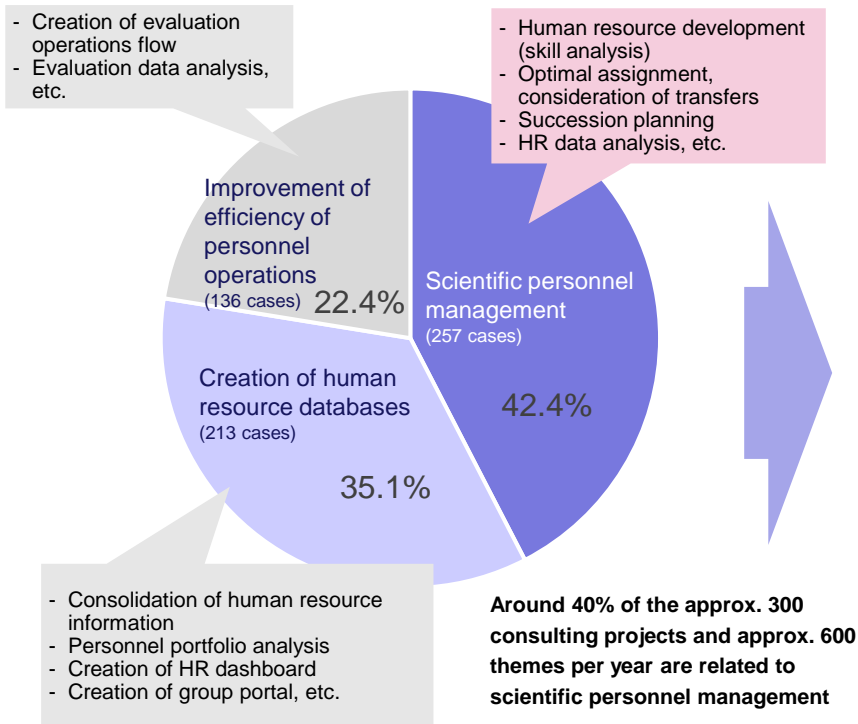 - Creation of evaluation
operations flow
- Evaluation data analysis,
etc.
- Human resource development
(skill analysis)
- Optimal assignment,
consideration of transfers
- Succession planning
- HR data analysis, etc.
Improvement of
efficiency of
personnel
operations
(136 cases)
22.4%
Scientific personnel
management
(257 cases)
42.4%
Creation of human
resource databases
(213 cases)
35.1%
- Consolidation of human resource
information
- Personnel portfolio analysis
- Creation of HR dashboard
- Creation of group portal, etc.
Around 40% of the approx. 300
consulting projects and approx. 600
themes per year are related to
scientific personnel management